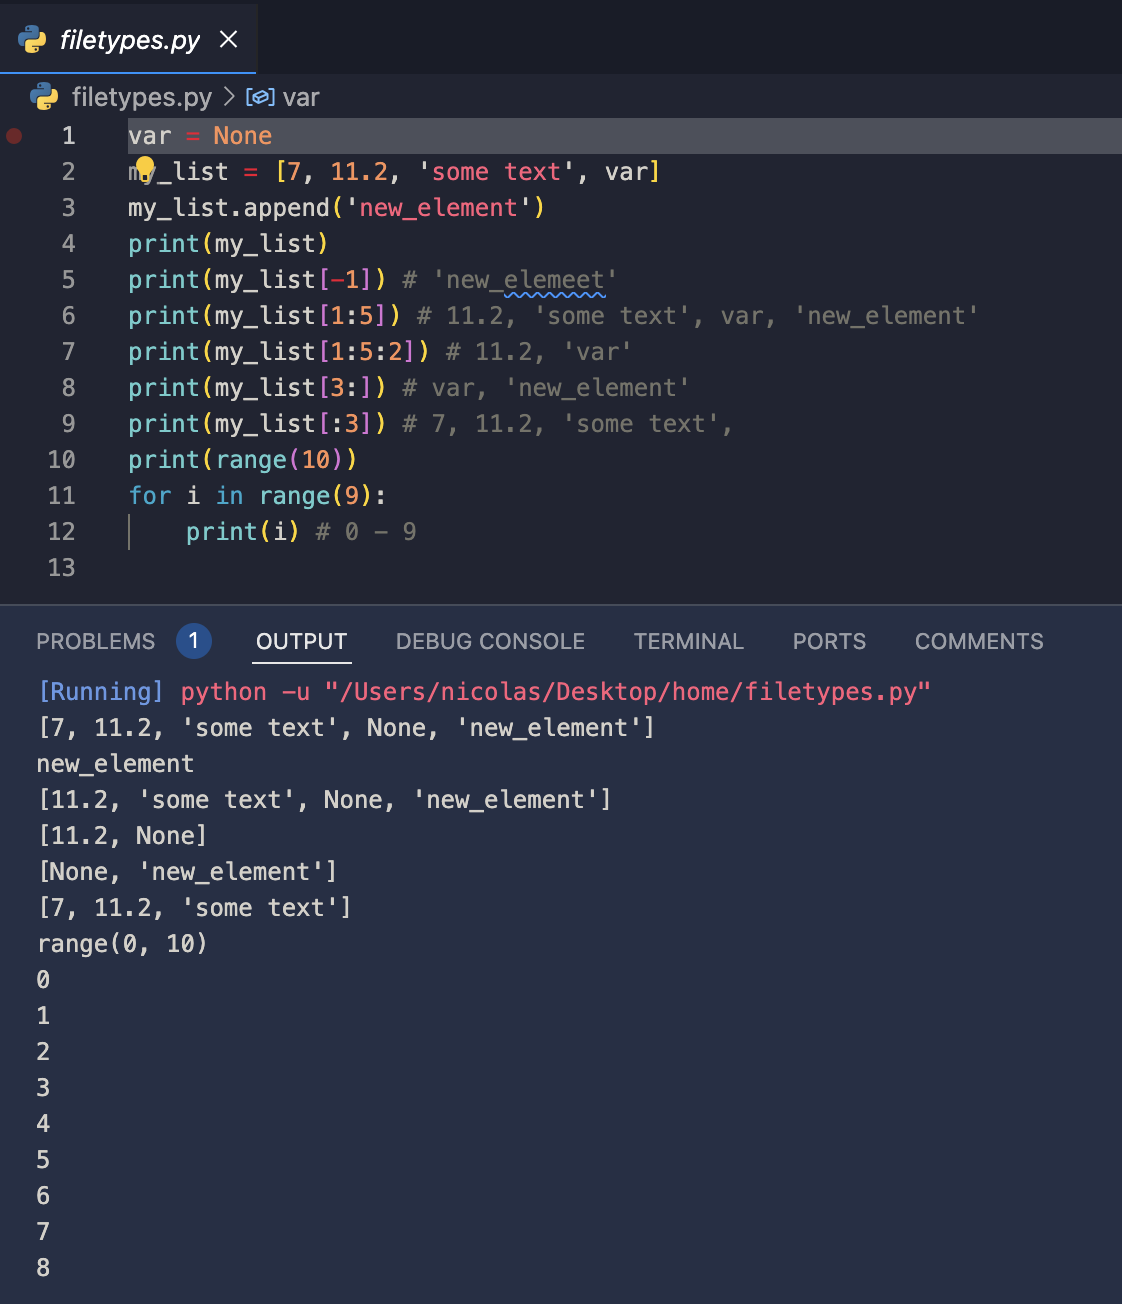 filetypes.py
filetypes.py > var
1 var = None
2 my_list = [7, 11.2, 'some text', var]
3 my_list.append('new_element')
4 print(my_list)
5 print(my_list[-1]) # 'new_elemeet'
6 print(my_list[1:5]) # 11.2, 'some text', var, 'new_element'
7 print(my_list[1:5:2]) # 11.2, 'var'
8 print(my_list[3:]) # var, 'new_element'
9 print(my_list[:3]) # 7, 11.2, 'some text',
10 print(range(10))
11 for i in range(9):
12     print(i) # 0 - 9
13
PROBLEMS 1 OUTPUT DEBUG CONSOLE TERMINAL PORTS COMMENTS
[Running] python -u "/Users/nicolas/Desktop/home/filetypes.py"
[7, 11.2, 'some text', None, 'new_element']
new_element
[11.2, 'some text', None, 'new_element']
[11.2, None]
[None, 'new_element']
[7, 11.2, 'some text']
range(0, 10)
0
1
2
3
4
5
6
7
8